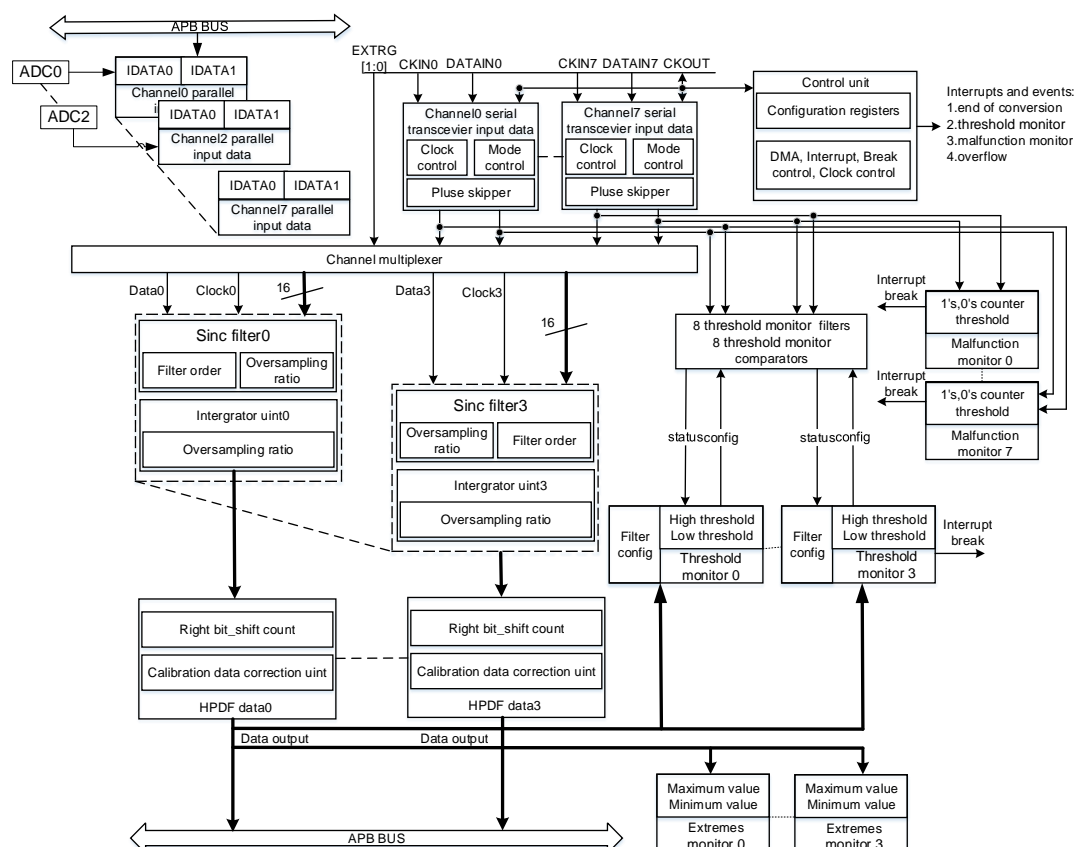 APB BUS
ADC0
IDATA0 IDATA1
Channel0 parallel
ADC2
IDATA0 IDATA1
Channel2 parallel
input data
IDATA0 IDATA1
Channel7 parallel
input data
EXTRG
[1:0]
CKIN0 DATAIN0
CKIN7 DATAIN7 CKOUT
Channel0 serial
transcevier input data
Clock
control
Mode
control
Pluse skipper
Channel7 serial
transcevier input data
Clock
control
Mode
control
Pluse skipper
Control unit
Configuration registers
DMA, Interrupt, Break
control, Clock control
Interrupts and events:
1.end of conversion
2.threshold monitor
3.malfunction monitor
4.overflow
Channel multiplexer
Data0
Clock0
16
Data3
Clock3
16
Sinc filter0
Filter order
Oversampling
ratio
Intergrator uint0
Oversampling ratio
Sinc filter3
Oversampling
ratio
Filter order
Intergrator uint3
Oversampling ratio
8 threshold monitor filters
8 threshold monitor
comparators
Interrupt
break
1's,0's counter
threshold
Malfunction
monitor 0
Interrupt
break
1's,0's counter
threshold
Malfunction
monitor 7
status config
status config
Filter
config
High threshold
Low threshold
Threshold
monitor 0
Filter
config
High threshold
Low threshold
Threshold
monitor 3
Interrupt
break
Right bit_shift count
Calibration data correction uint
HPDF data0
Right bit_shift count
Calibration data correction uint
HPDF data3
Data output
Data output
Maximum value
Minimum value
Extremes
monitor 0
Maximum value
Minimum value
Extremes
monitor 3
APB BUS